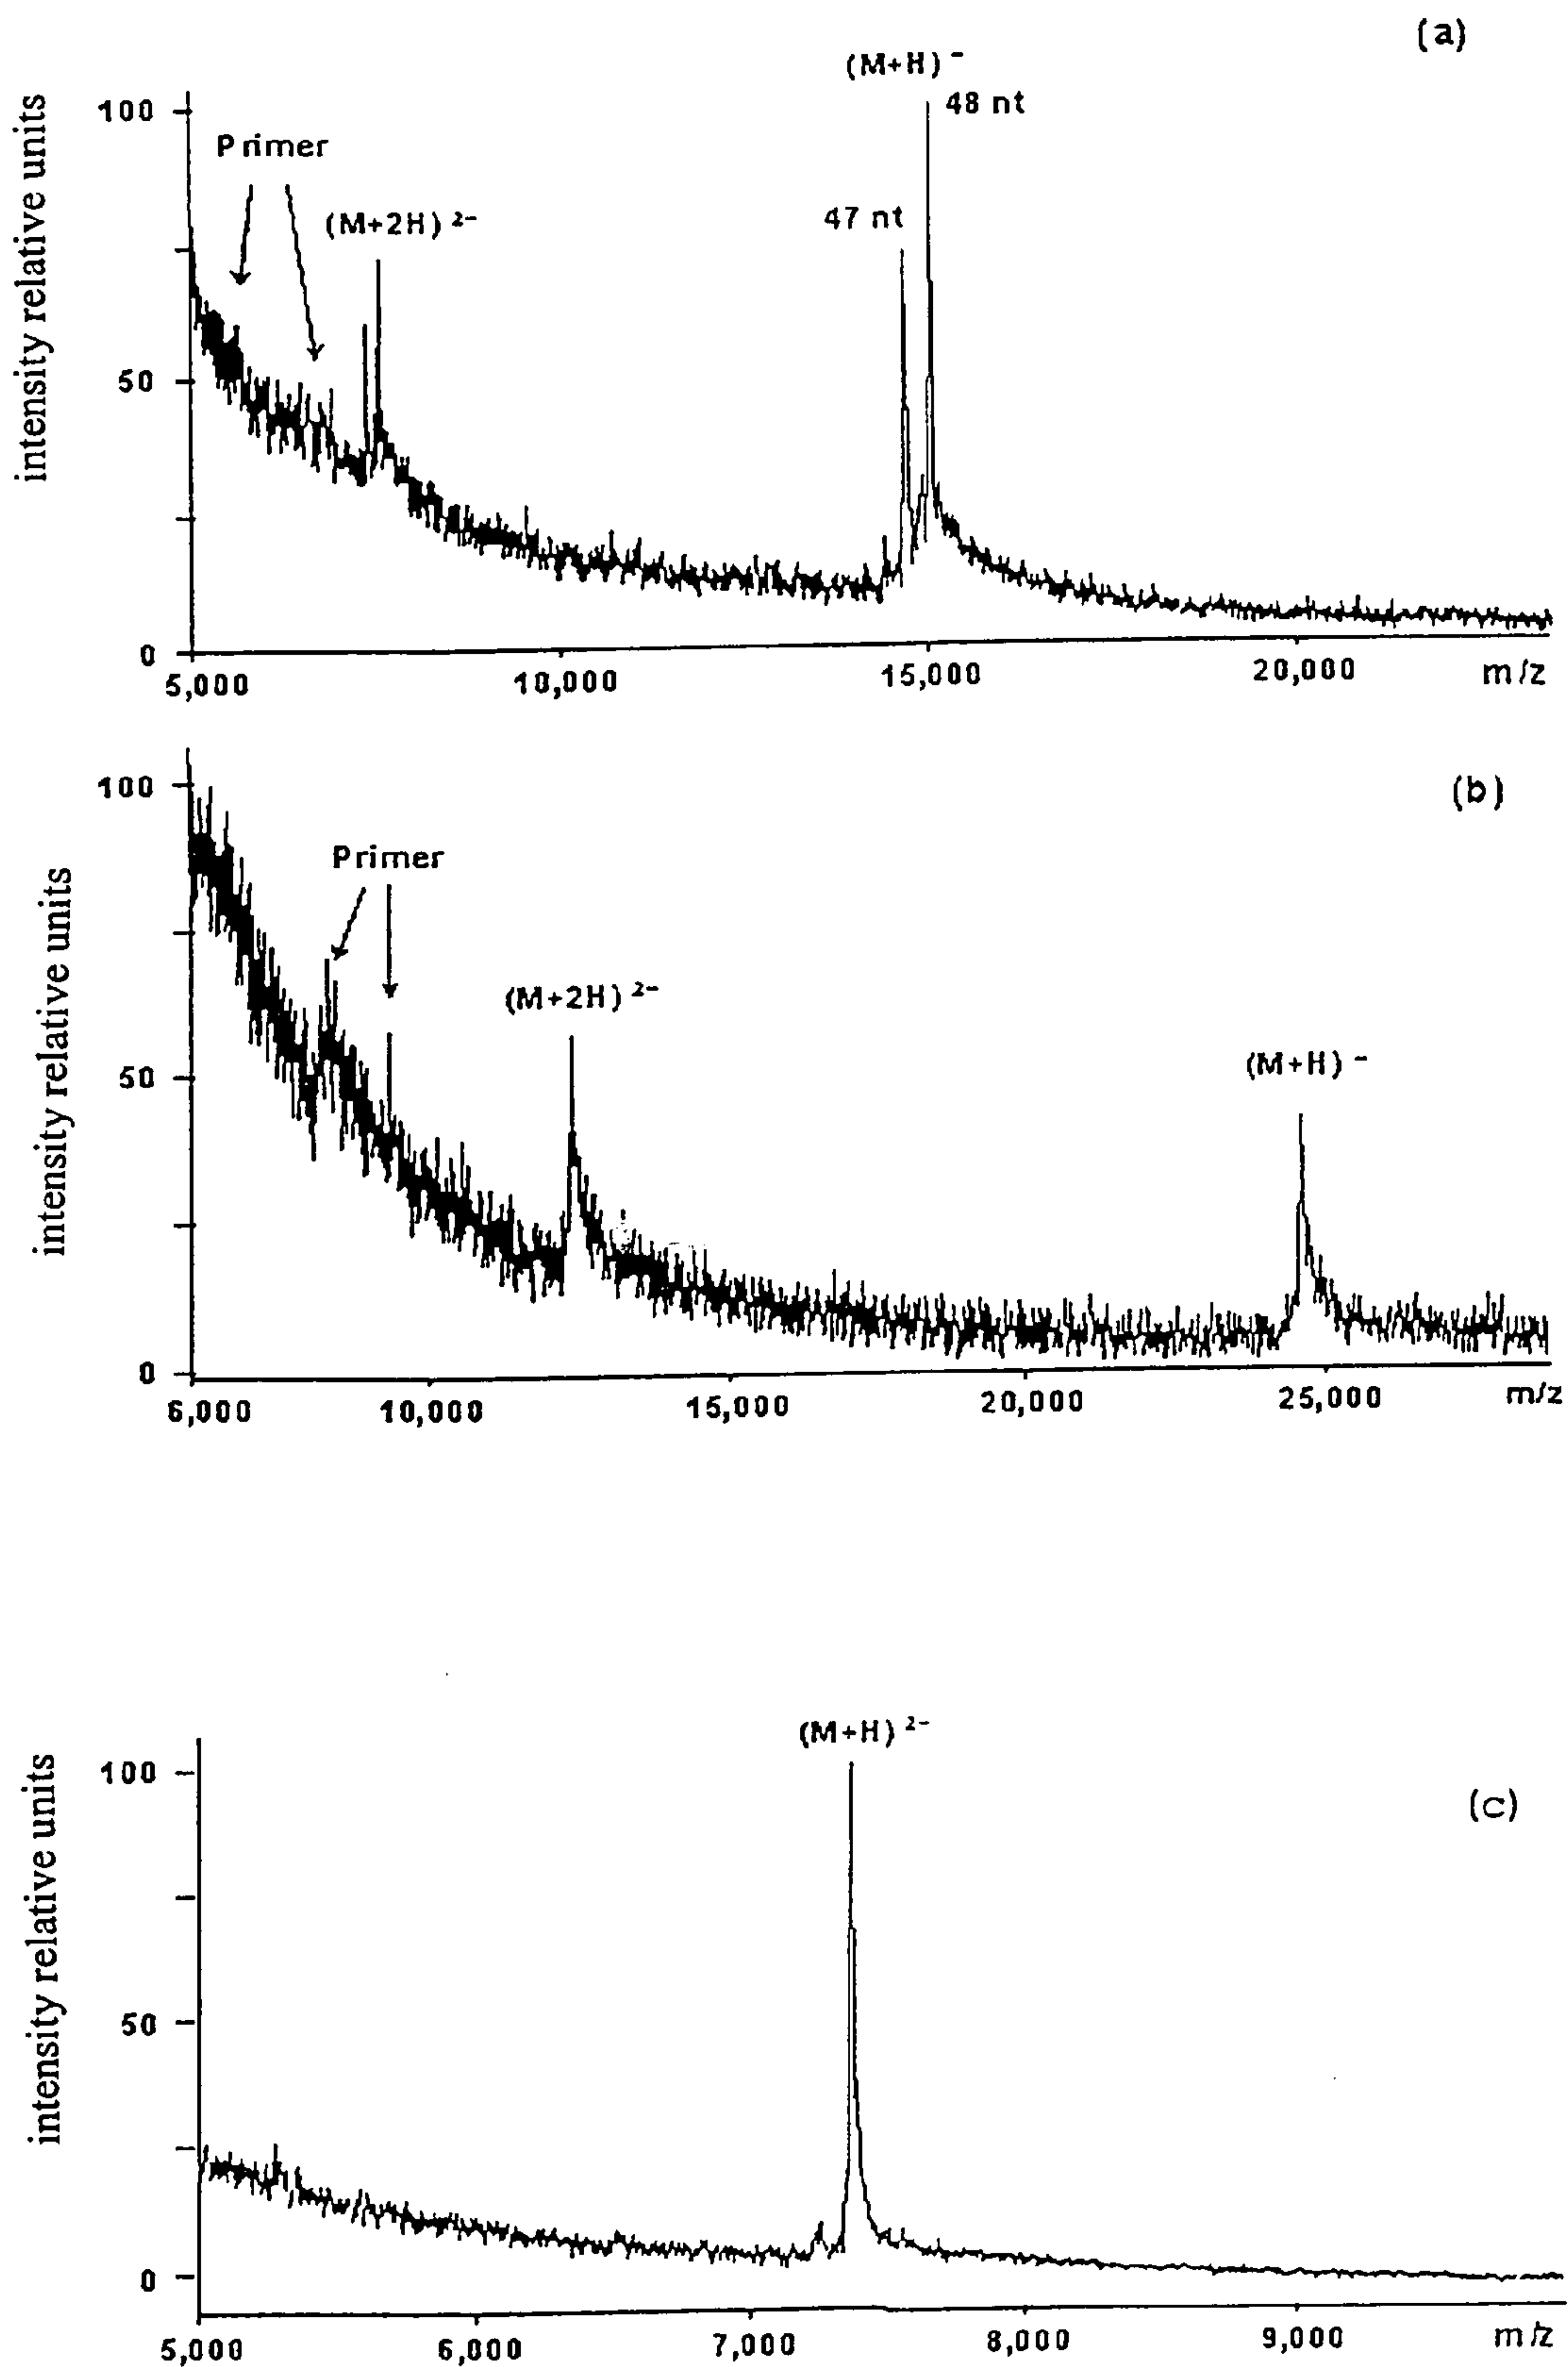 (a)
(M+H) –
100
48 nt
Primer
(M+2H) 2–
47 nt
intensity relative units
50
0
5,000
10,000
15,000
20,000
m/z
100
(b)
Primer
(M+2H) 2–
(M+H) –
intensity relative units
50
0
6,000
10,000
15,000
20,000
25,000
m/z
(M+H) 2–
100
(c)
intensity relative units
50
0
5,000
6,000
7,000
8,000
9,000
m/z